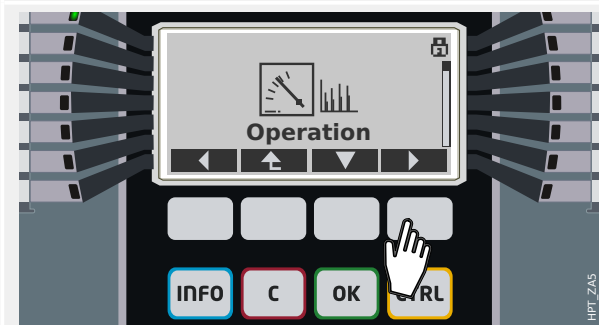 Operation
INFO
C
OK
CTRL
HPT_ZA5